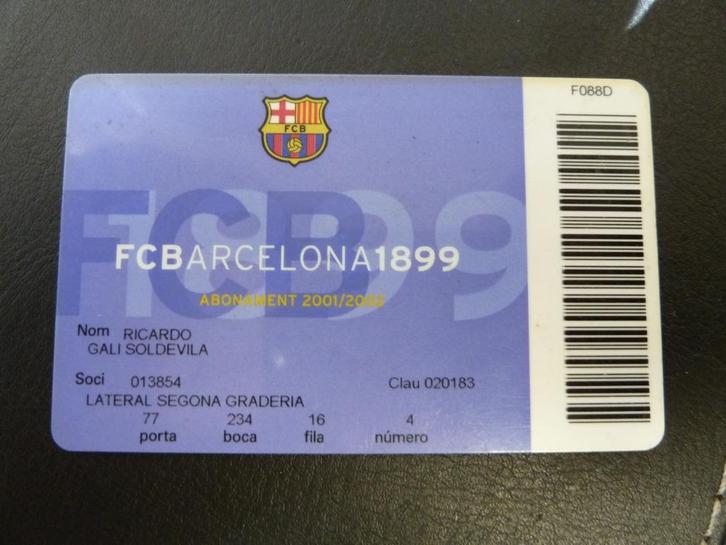 F088D
FCB
FCBARCELONA1899
ABONAMENT 2001/2002
Nom RICARDO
GALI SOLDEVILA
Soci 013854 Clau 020183
LATERAL SEGONA GRADERIA
77 234 16 4
porta boca fila número